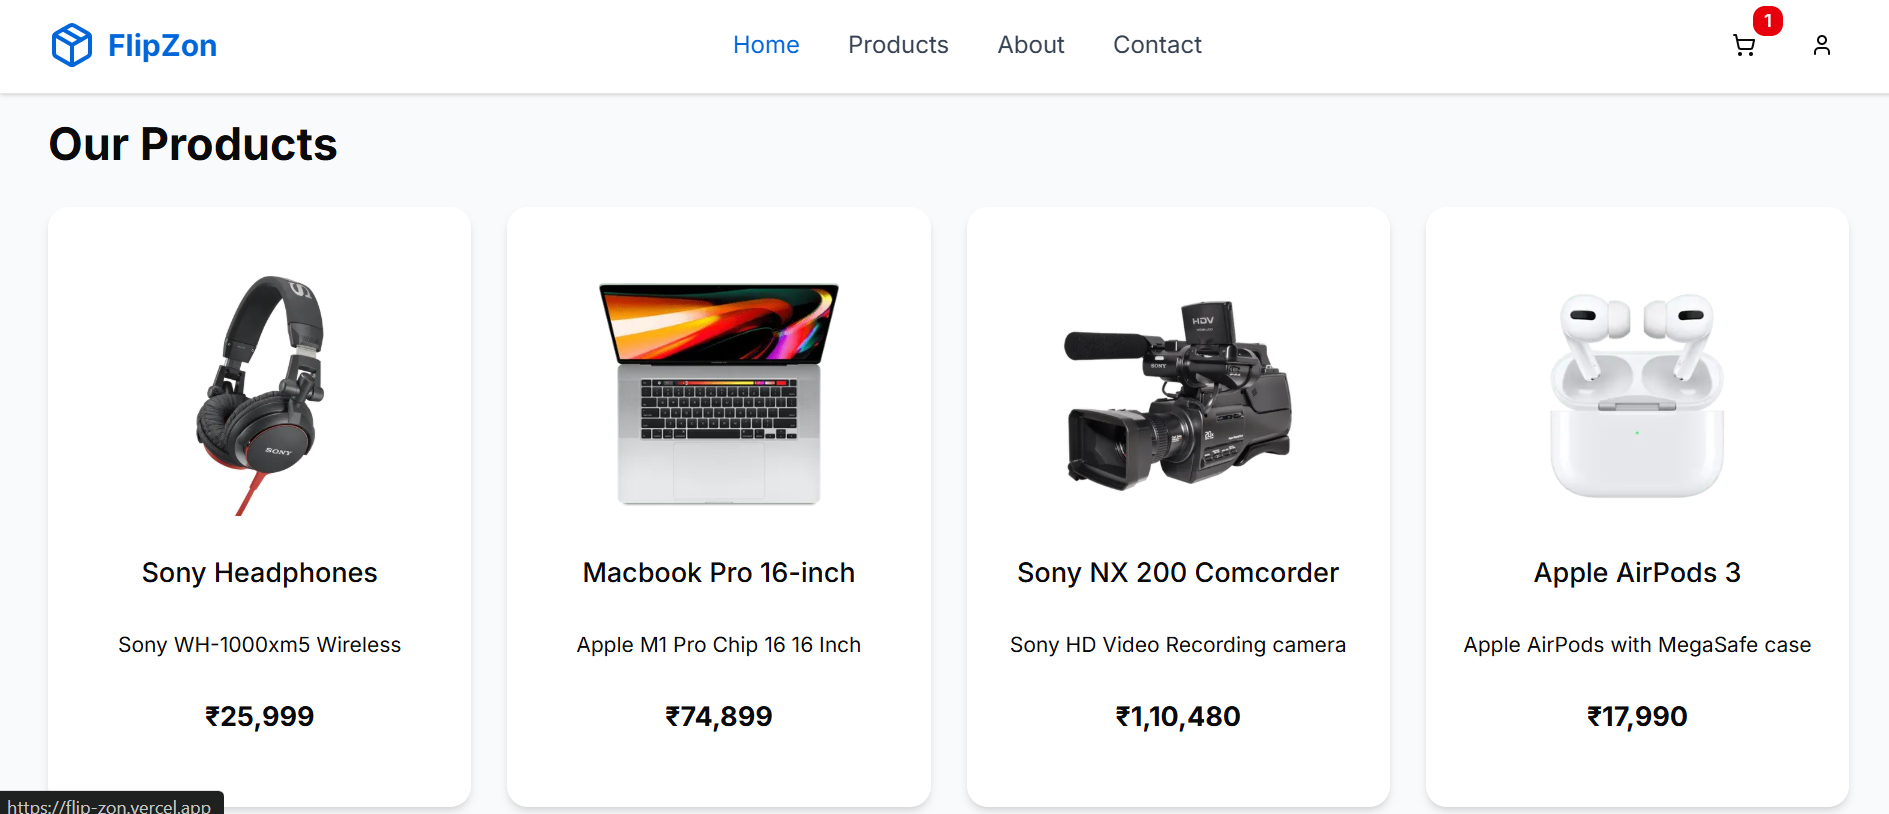 FlipZon
Home Products About Contact
1
Our Products
SONY
HDV
SONY
20x
Sony Headphones
Macbook Pro 16-inch
Sony NX 200 Comcorder
Apple AirPods 3
Sony WH-1000xm5 Wireless
Apple M1 Pro Chip 16 16 Inch
Sony HD Video Recording camera
Apple AirPods with MegaSafe case
₹25,999
₹74,899
₹1,10,480
₹17,990
https://flip-zon.vercel.app